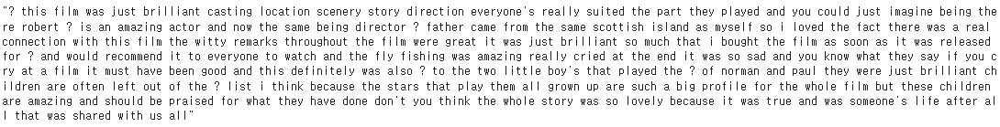 "? this film was just brilliant casting location scenery story direction everyone's really suited the part they played and you could just imagine being the
re robert ? is an amazing actor and now the same being director ? father came from the same scottish island as myself so i loved the fact there was a real
connection with this film the witty remarks throughout the film were great it was just brilliant so much that i bought the film as soon as it was released
for ? and would recommend it to everyone to watch and the fly fishing was amazing really cried at the end it was so sad and you know what they say if you c
ry at a film it must have been good and this definitely was also ? to the two little boy's that played the ? of norman and paul they were just brilliant ch
ildren are often left out of the ? list i think because the stars that play them all grown up are such a big profile for the whole film but these children
are amazing and should be praised for what they have done don't you think the whole story was so lovely because it was true and was someone's life after al
l that was shared with us all"